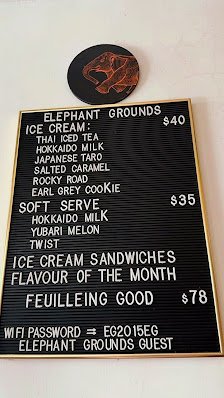 ELEPHANT GROUNDS
ICE CREAM: $40
THAI ICED TEA
HOKKAIDO MILK
JAPANESE TARO
SALTED CARAMEL
ROCKY ROAD
EARL GREY COOKIE
SOFT SERVE $35
HOKKAIDO MILK
YUBARI MELON
TWIST
ICE CREAM SANDWICHES
FLAVOUR OF THE MONTH
FEUILLEING GOOD $78
WIFI PASSWORD = EG2015EG
ELEPHANT GROUNDS GUEST